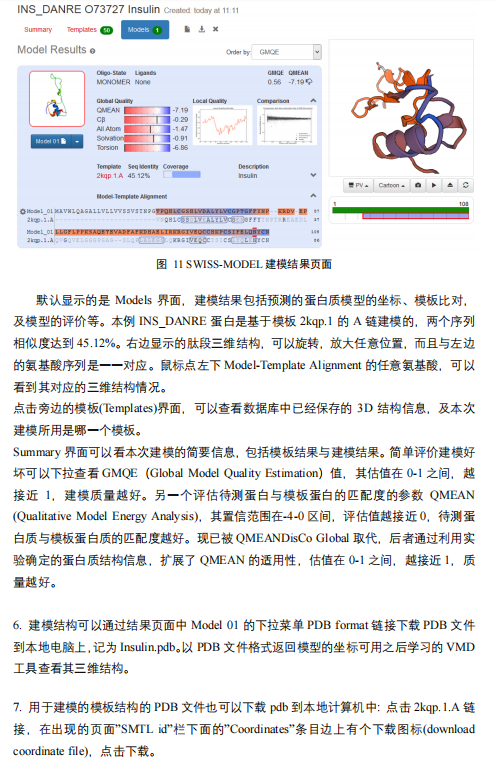 INS_DANRE O73727 Insulin Created: today at 11:11
Summary Templates 50 Models 1
Model Results
Order by: GMQE
Oligo-State Ligands GMQE QMEAN
MONOMER None 0.56 -7.19
Global Quality Local Quality Comparison
QMEAN -7.19
Cβ -0.29
All Atom -1.47
Solvation -0.91
Torsion -6.86
Model 01
Template Seq Identity Coverage Description
2kqp.1.A 45.12% Insulin
Model-Template Alignment
PV Cartoon
1 108
图 11 SWISS-MODEL 建模结果页面
默认显示的是 Models 界面，建模结果包括预测的蛋白质模型的坐标、模板比对，
及模型的评价等。本例 INS_DANRE 蛋白是基于模板 2kqp.1 的 A 链建模的，两个序列
相似度达到 45.12%。右边显示的肽段三维结构，可以旋转，放大任意位置，而且与左边
的氨基酸序列是一一对应。鼠标点左下 Model-Template Alignment 的任意氨基酸，可以
看到其对应的三维结构情况。
点击旁边的模板(Templates)界面，可以查看数据库中已经保存的 3D 结构信息，及本次
建模所用是哪一个模板。
Summary 界面可以看本次建模的简要信息，包括模板结果与建模结果。简单评价建模好
坏可以下拉查看 GMQE（Global Model Quality Estimation）值，其估值在 0-1 之间，越
接近 1，建模质量越好。另一个评估待测蛋白与模板蛋白的匹配度的参数 QMEAN
(Qualitative Model Energy Analysis)，其置信范围在-4-0 区间，评估值越接近 0，待测蛋
白质与模板蛋白质的匹配度越好。现已被 QMEANDisCo Global 取代，后者通过利用实
验确定的蛋白质结构信息，扩展了 QMEAN 的适用性，估值在 0-1 之间，越接近 1，质
量越好。
6. 建模结构可以通过结果页面中 Model 01 的下拉菜单 PDB format 链接下载 PDB 文件
到本地电脑上，记为 Insulin.pdb。以 PDB 文件格式返回模型的坐标可用之后学习的 VMD
工具查看其三维结构。
7. 用于建模的模板结构的 PDB 文件也可以下载 pdb 到本地计算机中: 点击 2kqp.1.A 链
接，在出现的页面"SMTL id"栏下面的"Coordinates"条目边上有个下载图标(download
coordinate file)，点击下载。